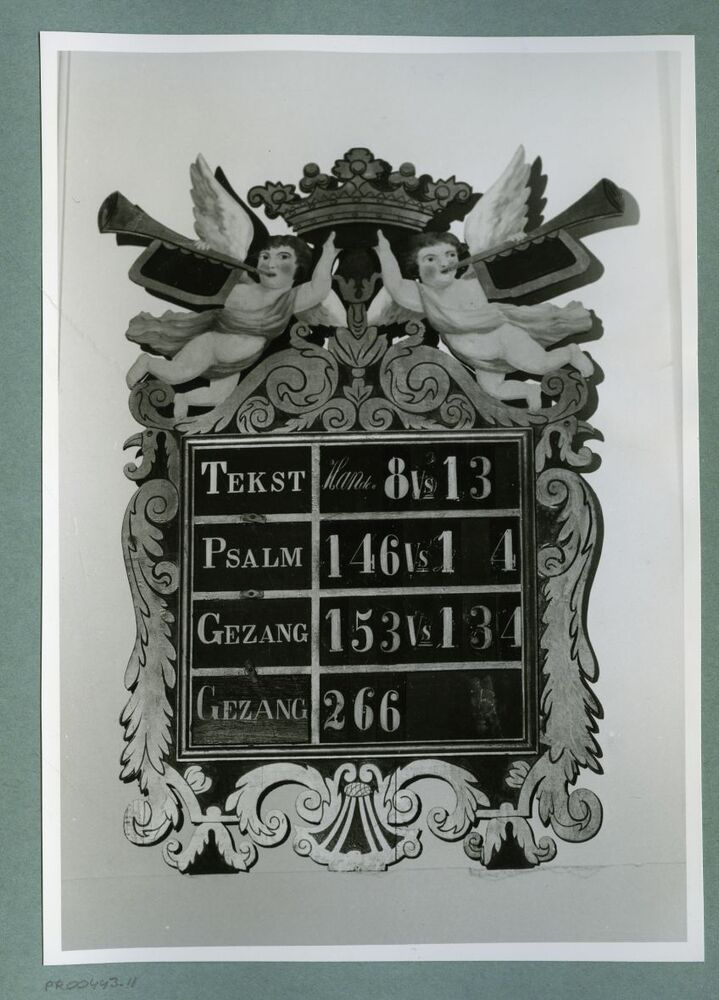 TEKST Hand. 8 Vs 13
PSALM 146 Vs 1 4
GEZANG 153 Vs 1 3 4
GEZANG 266
PR00443-11